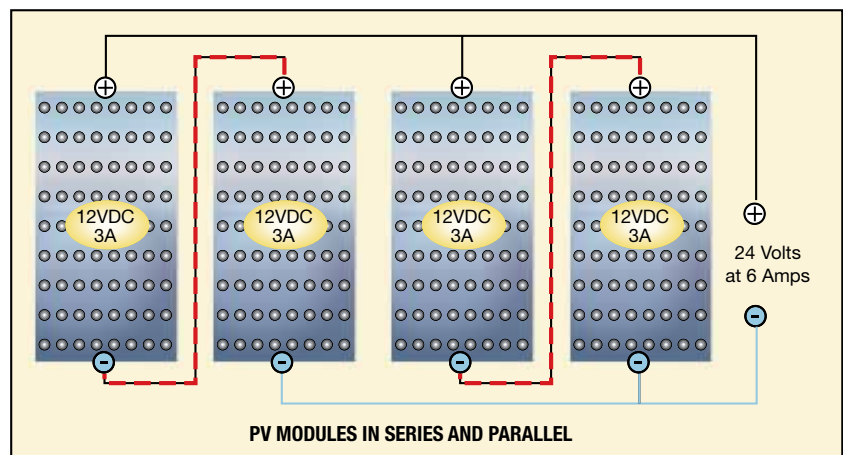 12VDC
3A
12VDC
3A
12VDC
3A
12VDC
3A
+
+
+
+
+
24 Volts
at 6 Amps
-
-
-
-
-
PV MODULES IN SERIES AND PARALLEL